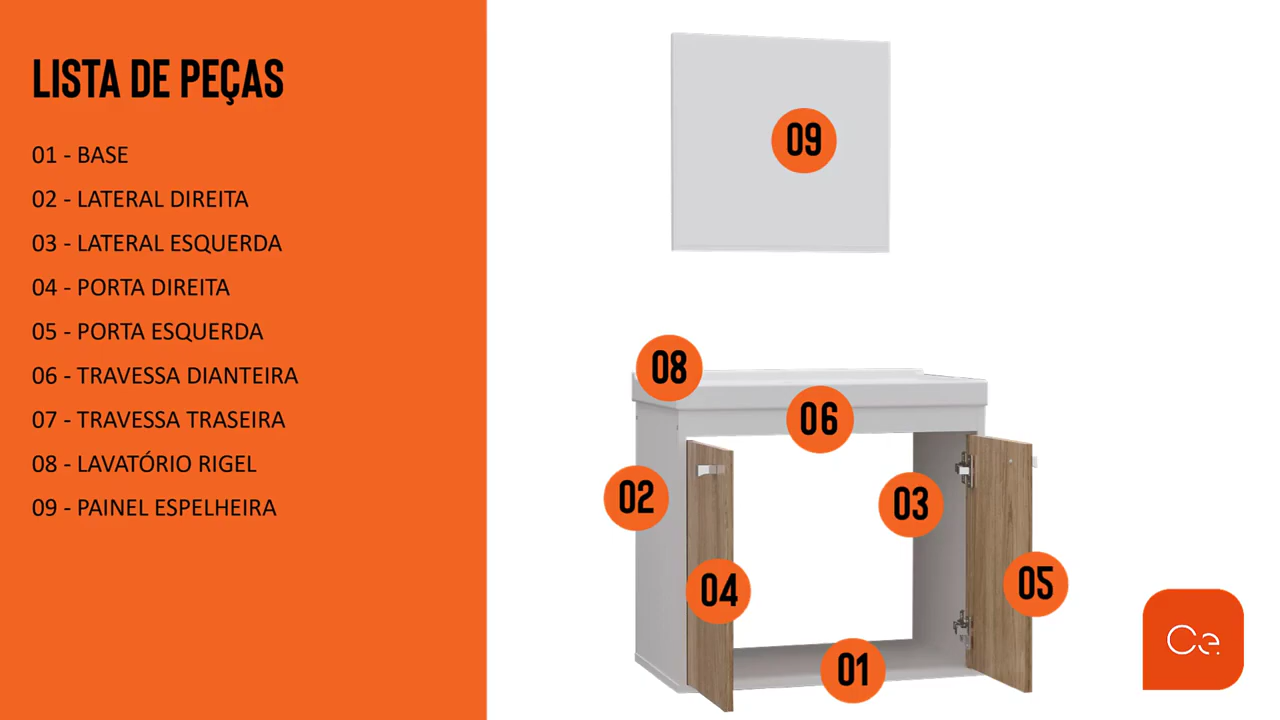 LISTA DE PEÇAS
01 - BASE
02 - LATERAL DIREITA
03 - LATERAL ESQUERDA
04 - PORTA DIREITA
05 - PORTA ESQUERDA
06 - TRAVESSA DIANTEIRA
07 - TRAVESSA TRASEIRA
08 - LAVATÓRIO RIGEL
09 - PAINEL ESPELHEIRA
09
08
06
02
03
04
05
01
Ce.